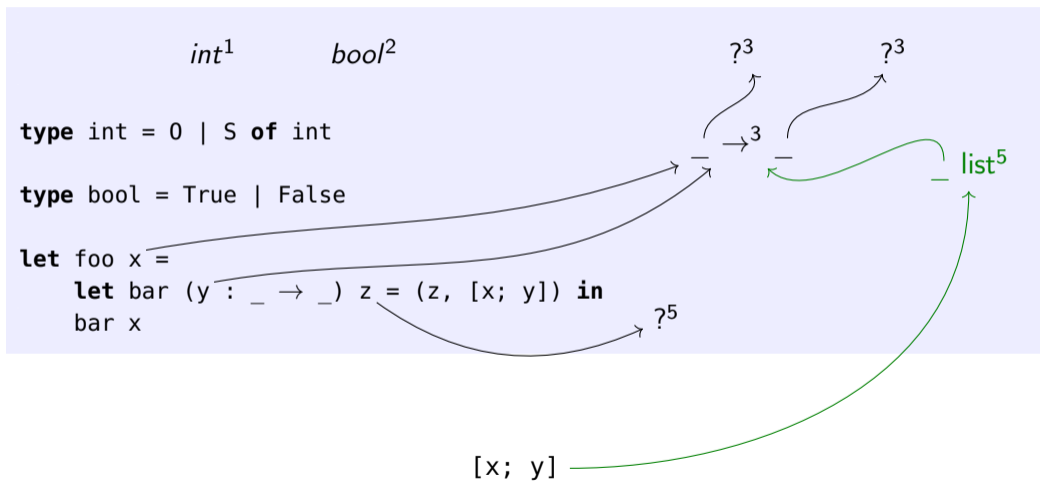 int¹ bool² ?³ ?³
type int = O | S of int
_ →³ _
_ list⁵
type bool = True | False
let foo x =
let bar (y : _ → _) z = (z, [x; y]) in
bar x
?⁵
[x; y]